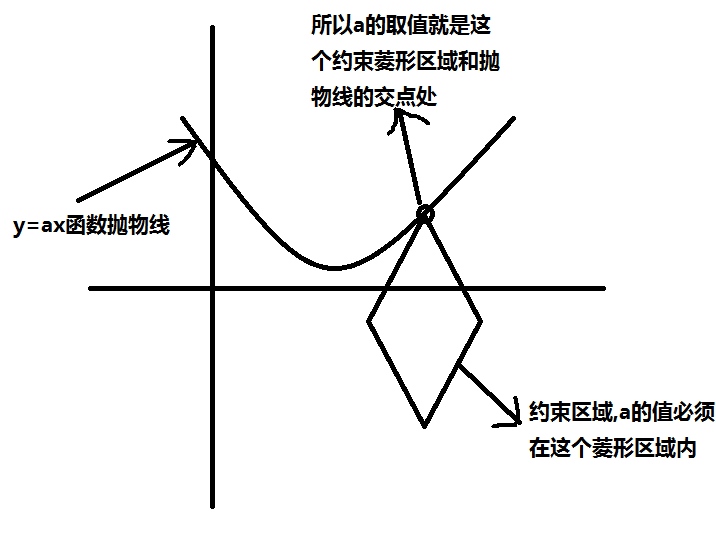 所以a的取值就是这
个约束菱形区域和抛
物线的交点处
y=ax函数抛物线
约束区域,a的值必须
在这个菱形区域内